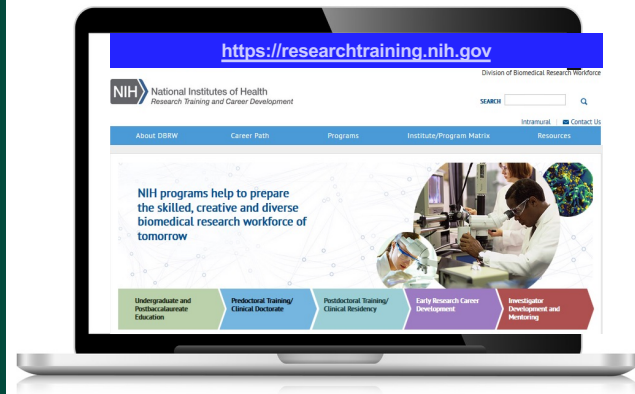 https://researchtraining.nih.gov
Division of Biomedical Research Workforce
NIH National Institutes of Health
Research Training and Career Development
SEARCH
Intramural | Contact Us
About DBRW Career Path Programs Institute/Program Matrix Resources
NIH programs help to prepare
the skilled, creative and diverse
biomedical research workforce of
tomorrow
Undergraduate and
Postbaccalaureate
Education
Predoctoral Training/
Clinical Doctorate
Postdoctoral Training/
Clinical Residency
Early Research Career
Development
Investigator
Development and
Mentoring